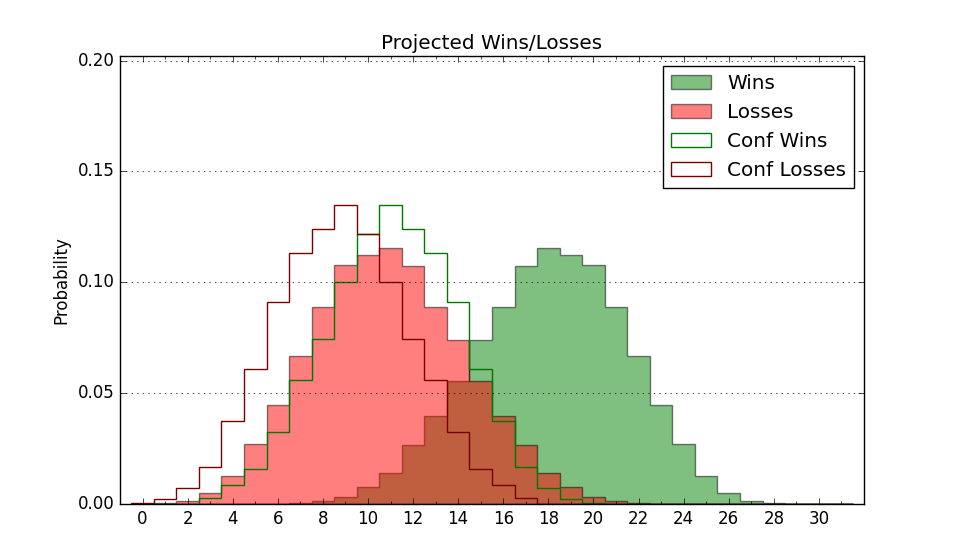 Projected Wins/Losses
0.20
0.15
0.10
0.05
0.00
Probability
Wins
Losses
Conf Wins
Conf Losses
0 2 4 6 8 10 12 14 16 18 20 22 24 26 28 30